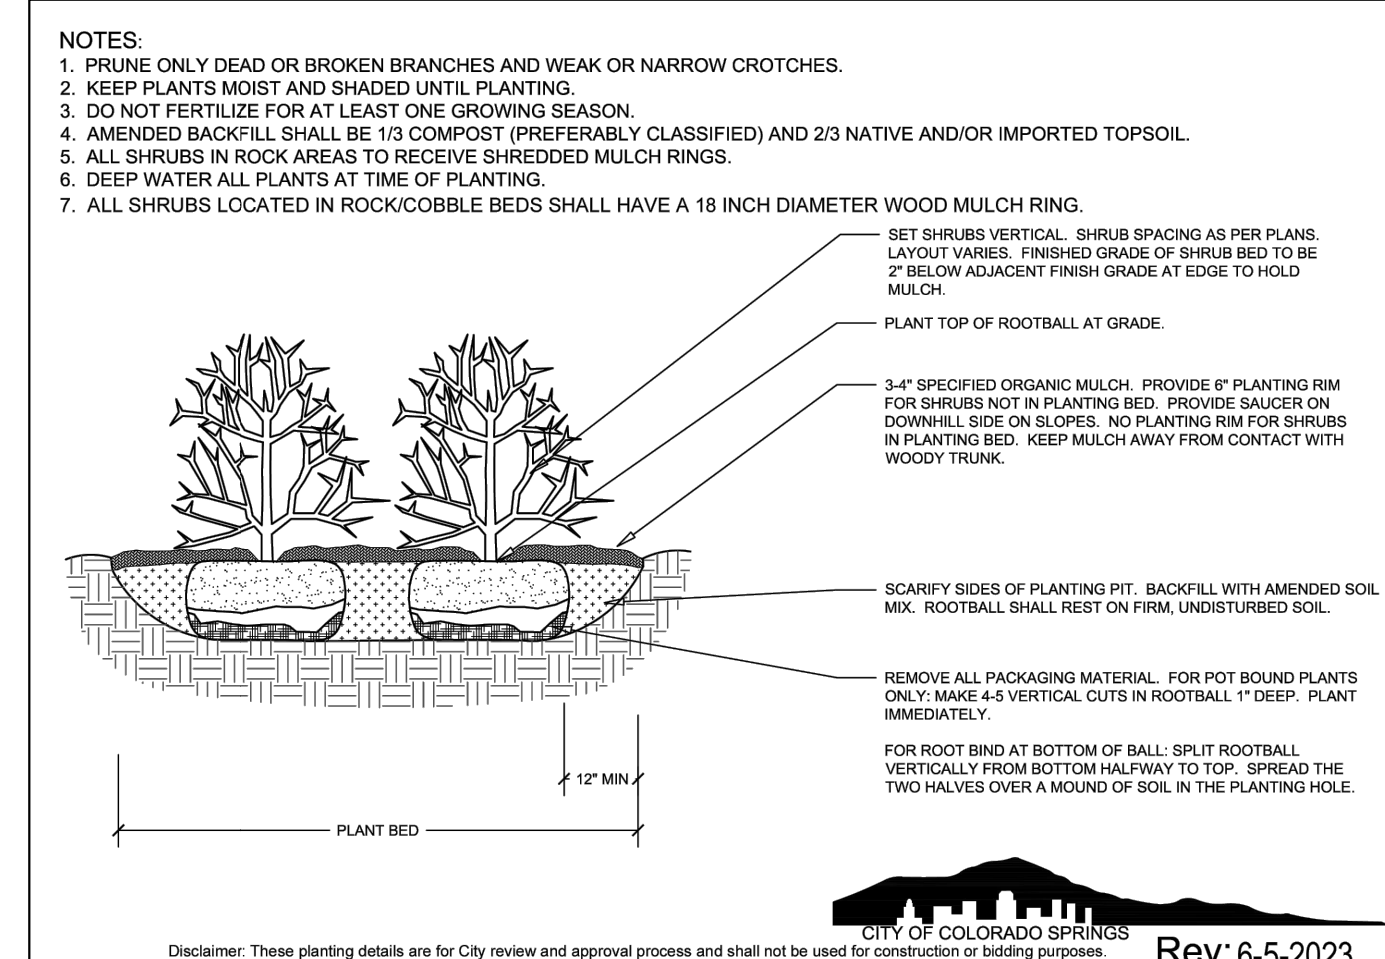 NOTES:
1. PRUNE ONLY DEAD OR BROKEN BRANCHES AND WEAK OR NARROW CROTCHES.
2. KEEP PLANTS MOIST AND SHADED UNTIL PLANTING.
3. DO NOT FERTILIZE FOR AT LEAST ONE GROWING SEASON.
4. AMENDED BACKFILL SHALL BE 1/3 COMPOST (PREFERABLY CLASSIFIED) AND 2/3 NATIVE AND/OR IMPORTED TOPSOIL.
5. ALL SHRUBS IN ROCK AREAS TO RECEIVE SHREDDED MULCH RINGS.
6. DEEP WATER ALL PLANTS AT TIME OF PLANTING.
7. ALL SHRUBS LOCATED IN ROCK/COBBLE BEDS SHALL HAVE A 18 INCH DIAMETER WOOD MULCH RING.
SET SHRUBS VERTICAL. SHRUB SPACING AS PER PLANS.
LAYOUT VARIES. FINISHED GRADE OF SHRUB BED TO BE
2" BELOW ADJACENT FINISH GRADE AT EDGE TO HOLD
MULCH.
PLANT TOP OF ROOTBALL AT GRADE.
3-4" SPECIFIED ORGANIC MULCH. PROVIDE 6" PLANTING RIM
FOR SHRUBS NOT IN PLANTING BED. PROVIDE SAUCER ON
DOWNHILL SIDE ON SLOPES. NO PLANTING RIM FOR SHRUBS
IN PLANTING BED. KEEP MULCH AWAY FROM CONTACT WITH
WOODY TRUNK.
SCARIFY SIDES OF PLANTING PIT. BACKFILL WITH AMENDED SOIL
MIX. ROOTBALL SHALL REST ON FIRM, UNDISTURBED SOIL.
REMOVE ALL PACKAGING MATERIAL. FOR POT BOUND PLANTS
ONLY: MAKE 4-5 VERTICAL CUTS IN ROOTBALL 1" DEEP. PLANT
IMMEDIATELY.
FOR ROOT BIND AT BOTTOM OF BALL: SPLIT ROOTBALL
VERTICALLY FROM BOTTOM HALFWAY TO TOP. SPREAD THE
TWO HALVES OVER A MOUND OF SOIL IN THE PLANTING HOLE.
12" MIN
PLANT BED
CITY OF COLORADO SPRINGS
Disclaimer: These planting details are for City review and approval process and shall not be used for construction or bidding purposes.
Rev: 6-5-2023